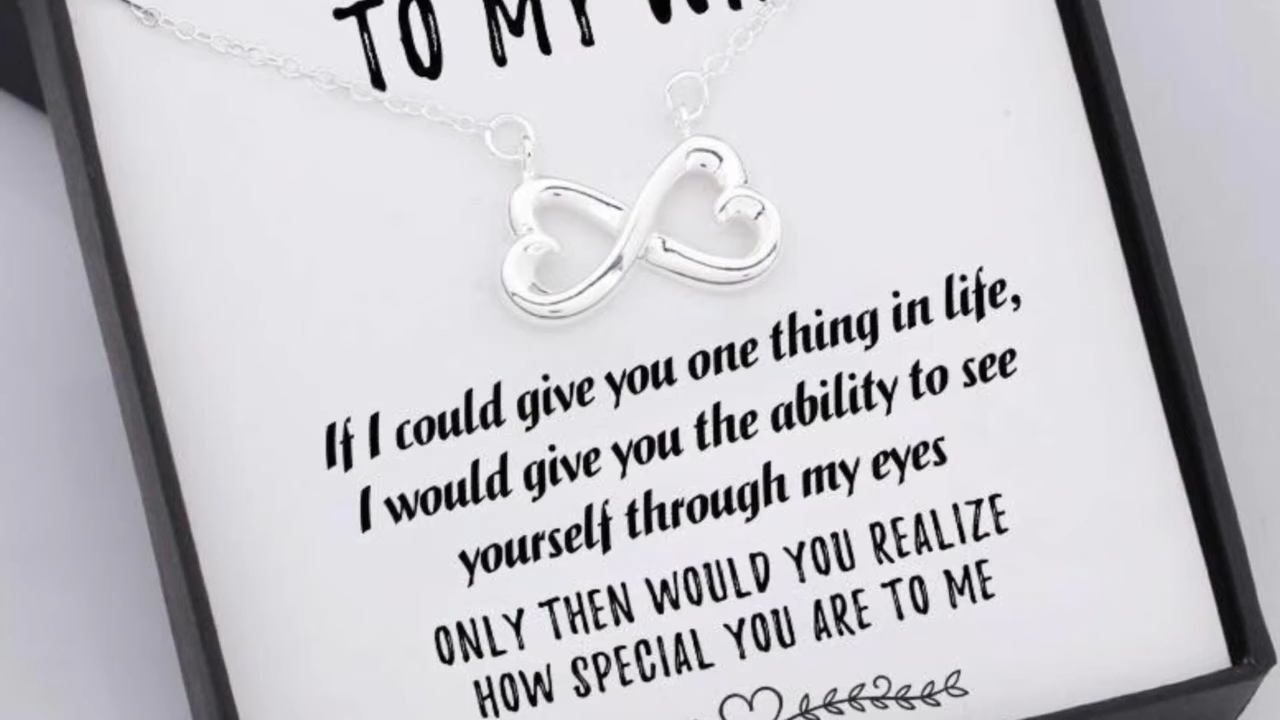 TO MY
If I could give you one thing in life,
I would give you the ability to see
yourself through my eyes
ONLY THEN WOULD YOU REALIZE
HOW SPECIAL YOU ARE TO ME